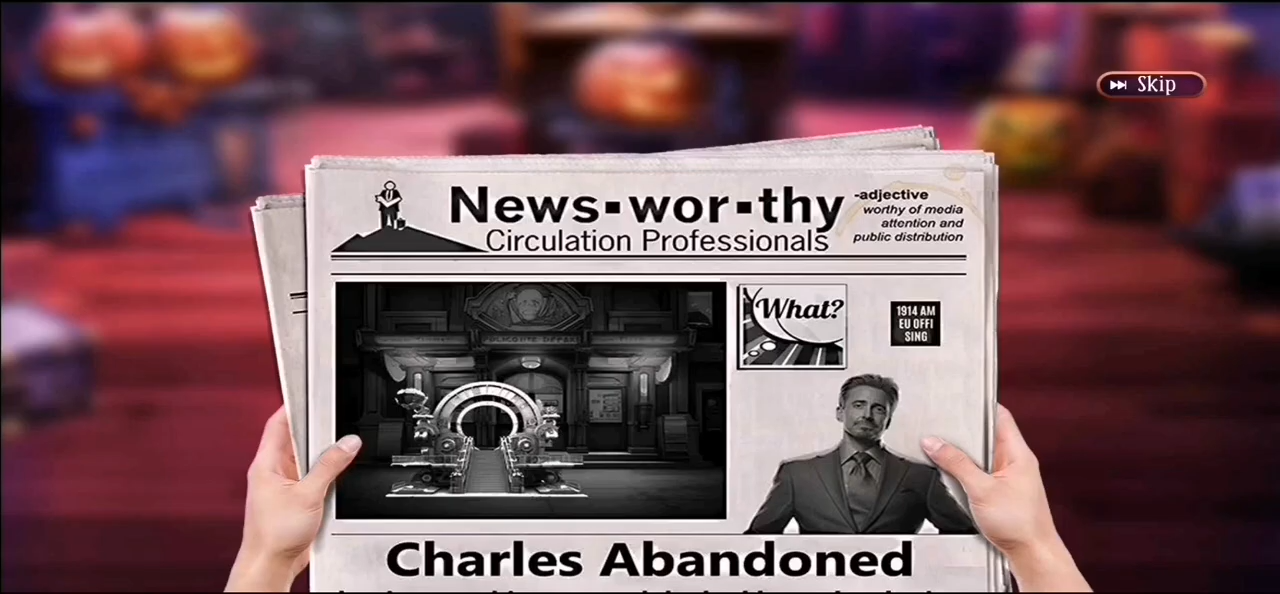 Skip
News▪wor▪thy
Circulation Professionals
-adjective
worthy of media
attention and
public distribution
What?
1914 AM
EU OFFI
SING
Charles Abandoned